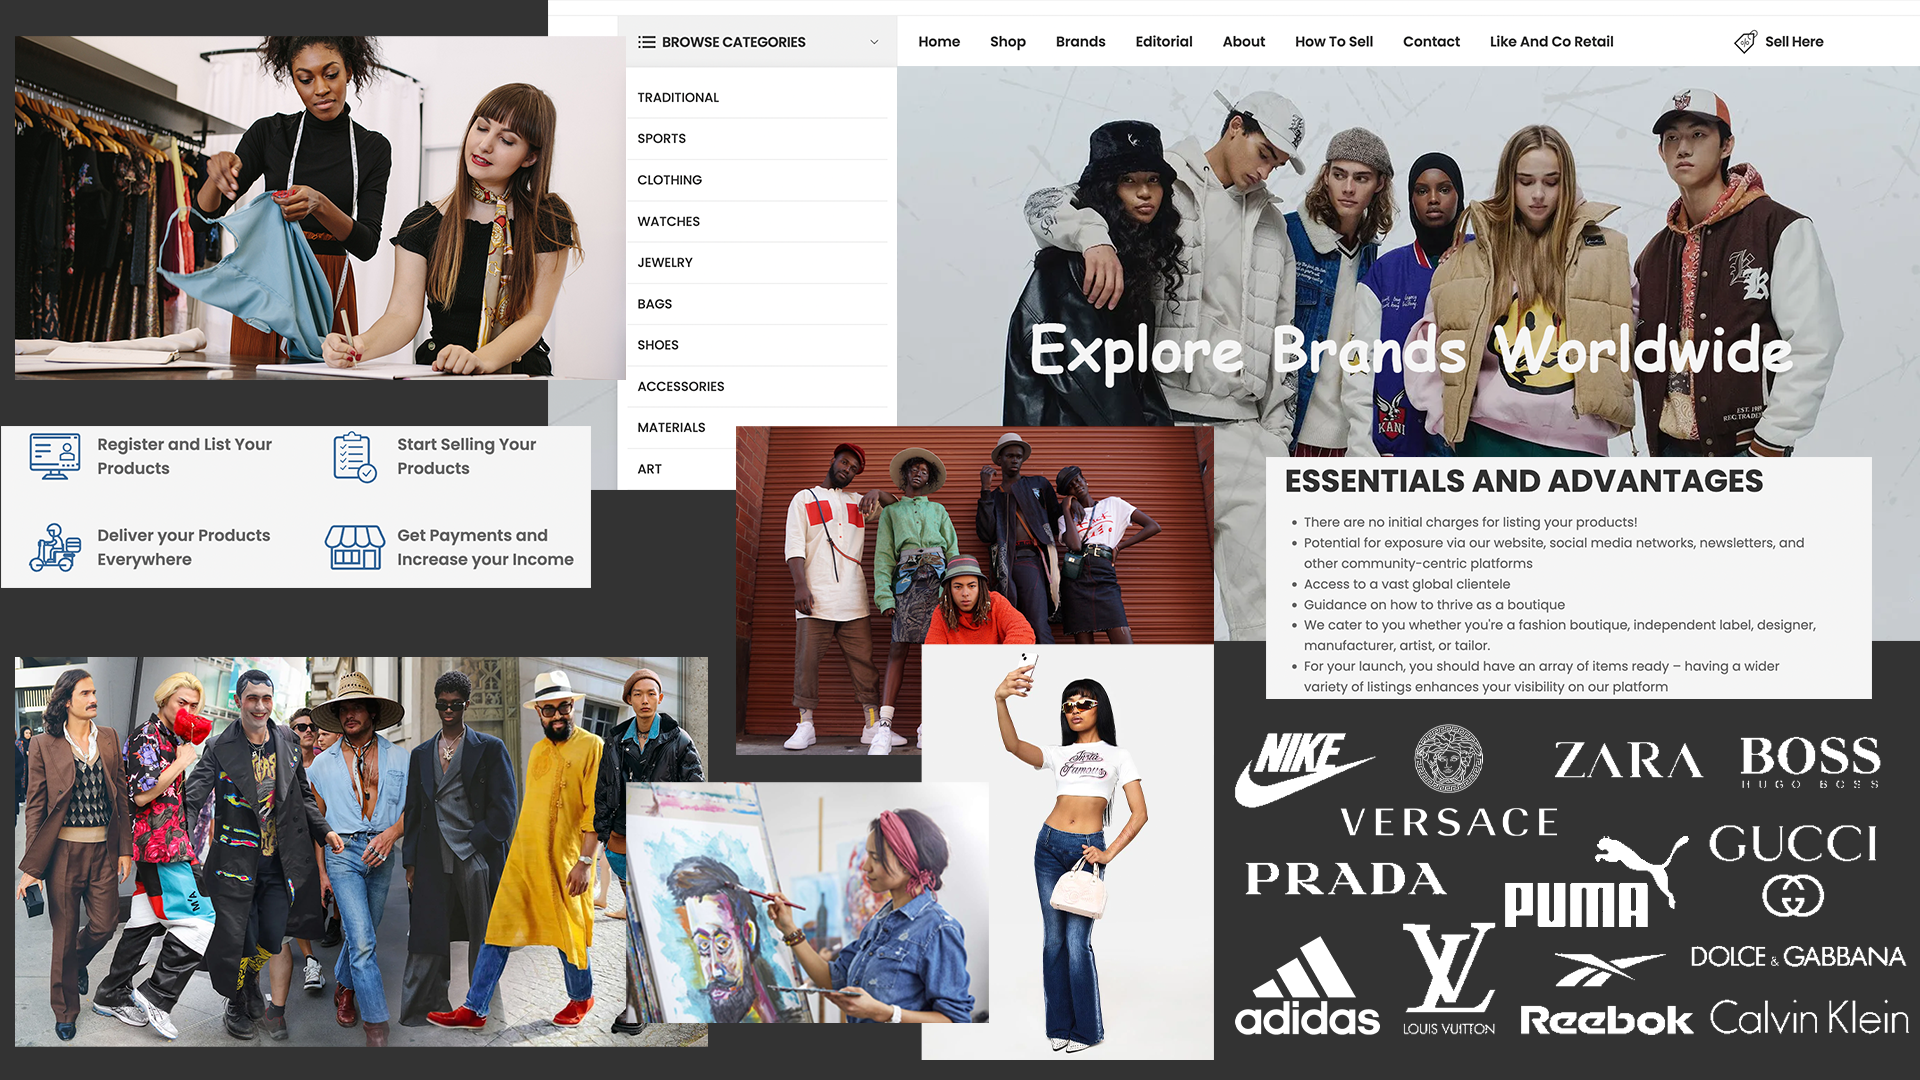 BROWSE CATEGORIES
Home Shop Brands Editorial About How To Sell Contact Like And Co Retail Sell Here
TRADITIONAL
SPORTS
CLOTHING
WATCHES
JEWELRY
BAGS
SHOES
ACCESSORIES
MATERIALS
ART
Explore Brands Worldwide
KANI
Register and List Your
Products
Start Selling Your
Products
Deliver your Products
Everywhere
Get Payments and
Increase your Income
ESSENTIALS AND ADVANTAGES
• There are no initial charges for listing your products!
• Potential for exposure via our website, social media networks, newsletters, and
other community-centric platforms
• Access to a vast global clientele
• Guidance on how to thrive as a boutique
• We cater to you whether you're a fashion boutique, independent label, designer,
manufacturer, artist, or tailor.
• For your launch, you should have an array of items ready – having a wider
variety of listings enhances your visibility on our platform
Insta
Famous
NIKE
VERSACE
ZARA
BOSS
HUGO BOSS
PRADA
PUMA
GUCCI
adidas
LV
LOUIS VUITTON
Reebok
DOLCE & GABBANA
Calvin Klein